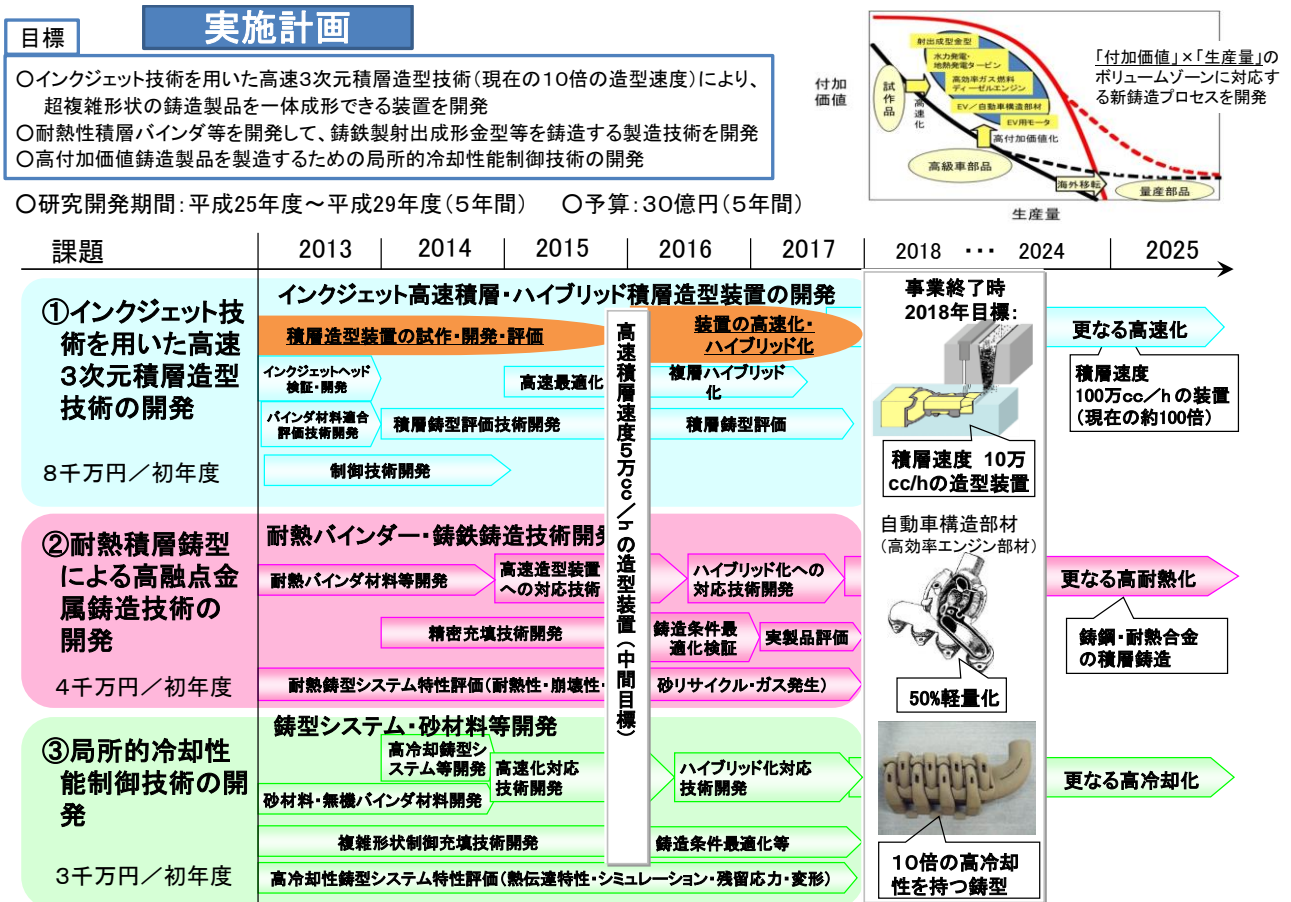 実施計画
目標
○インクジェット技術を用いた高速3次元積層造型技術(現在の10倍の造型速度)により、
超複雑形状の鋳造製品を一体成形できる装置を開発
○耐熱性積層バインダ等を開発して、鋳鉄製射出成形金型等を鋳造する製造技術を開発
○高付加価値鋳造製品を製造するための局所的冷却性能制御技術の開発
○研究開発期間:平成25年度~平成29年度(5年間) ○予算:30億円(5年間)
付加
価値
射出成型金型
水力発電・
地熱発電タービン
高効率ガス燃料
ディーゼルエンジン
EV/自動車構造部材
EV用モータ
試作品
高速化
高付加価値化
高級車部品
海外移転
量産部品
生産量
「付加価値」×「生産量」の
ボリュームゾーンに対応す
る新鋳造プロセスを開発
課題
2013
2014
2015
2016
2017
2018 ・・・ 2024
2025
①インクジェット技
術を用いた高速
3次元積層造型
技術の開発
8千万円/初年度
インクジェット高速積層・ハイブリッド積層造型装置の開発
積層造型装置の試作・開発・評価
装置の高速化・
ハイブリッド化
インクジェットヘッド
検証・開発
高速最適化
複層ハイブリッド
化
バインダ材料適合
評価技術開発
積層鋳型評価技術開発
積層鋳型評価
制御技術開発
高速積層速度5万cc/hの造型装置(中間目標)
事業終了時
2018年目標:
積層速度 10万
cc/hの造型装置
更なる高速化
積層速度
100万cc/hの装置
(現在の約100倍)
②耐熱積層鋳型
による高融点金
属鋳造技術の
開発
4千万円/初年度
耐熱バインダー・鋳鉄鋳造技術開発
耐熱バインダ材料等開発
高速造型装置
への対応技術
ハイブリッド化への
対応技術開発
精密充填技術開発
鋳造条件最
適化検証
実製品評価
耐熱鋳型システム特性評価(耐熱性・崩壊性・
砂リサイクル・ガス発生)
自動車構造部材
(高効率エンジン部材)
50%軽量化
更なる高耐熱化
鋳鋼・耐熱合金
の積層鋳造
③局所的冷却性
能制御技術の開
発
3千万円/初年度
鋳型システム・砂材料等開発
高冷却鋳型シ
ステム等開発
高速化対応
技術開発
ハイブリッド化対応
技術開発
砂材料・無機バインダ材料開発
複雑形状制御充填技術開発
鋳造条件最適化等
高冷却性鋳型システム特性評価(熱伝達特性・シミュレーション・残留応力・変形)
10倍の高冷却
性を持つ鋳型
更なる高冷却化